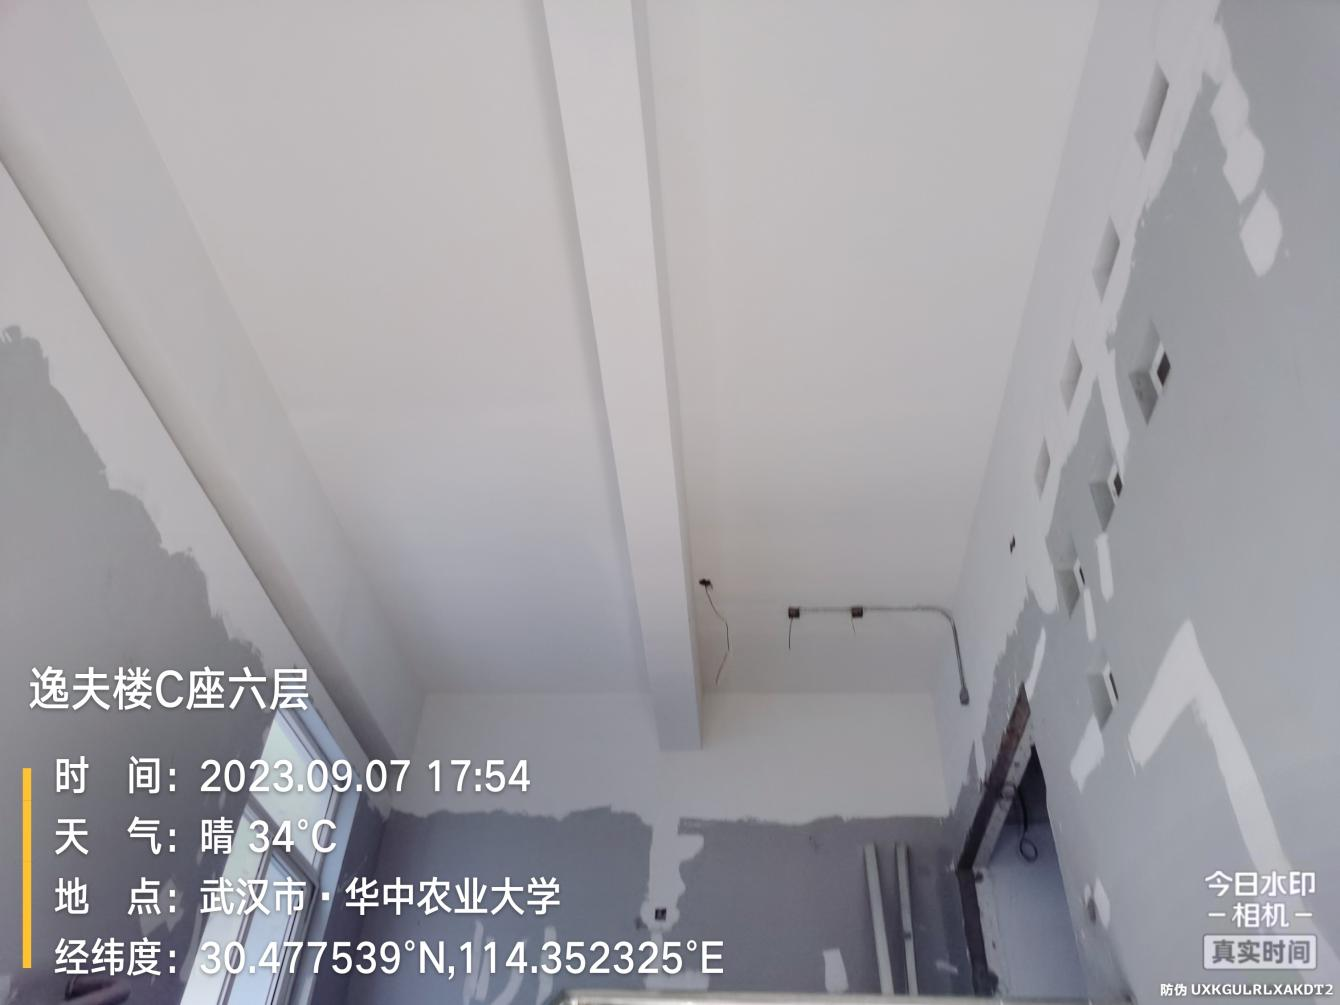 逸夫楼C座六层
时 间：2023.09.07 17:54
天 气：晴 34°C
地 点：武汉市·华中农业大学
经纬度：30.477539°N,114.352325°E
今日水印
-相机-
真实时间
防伪 UXKGULRLXAKDT2